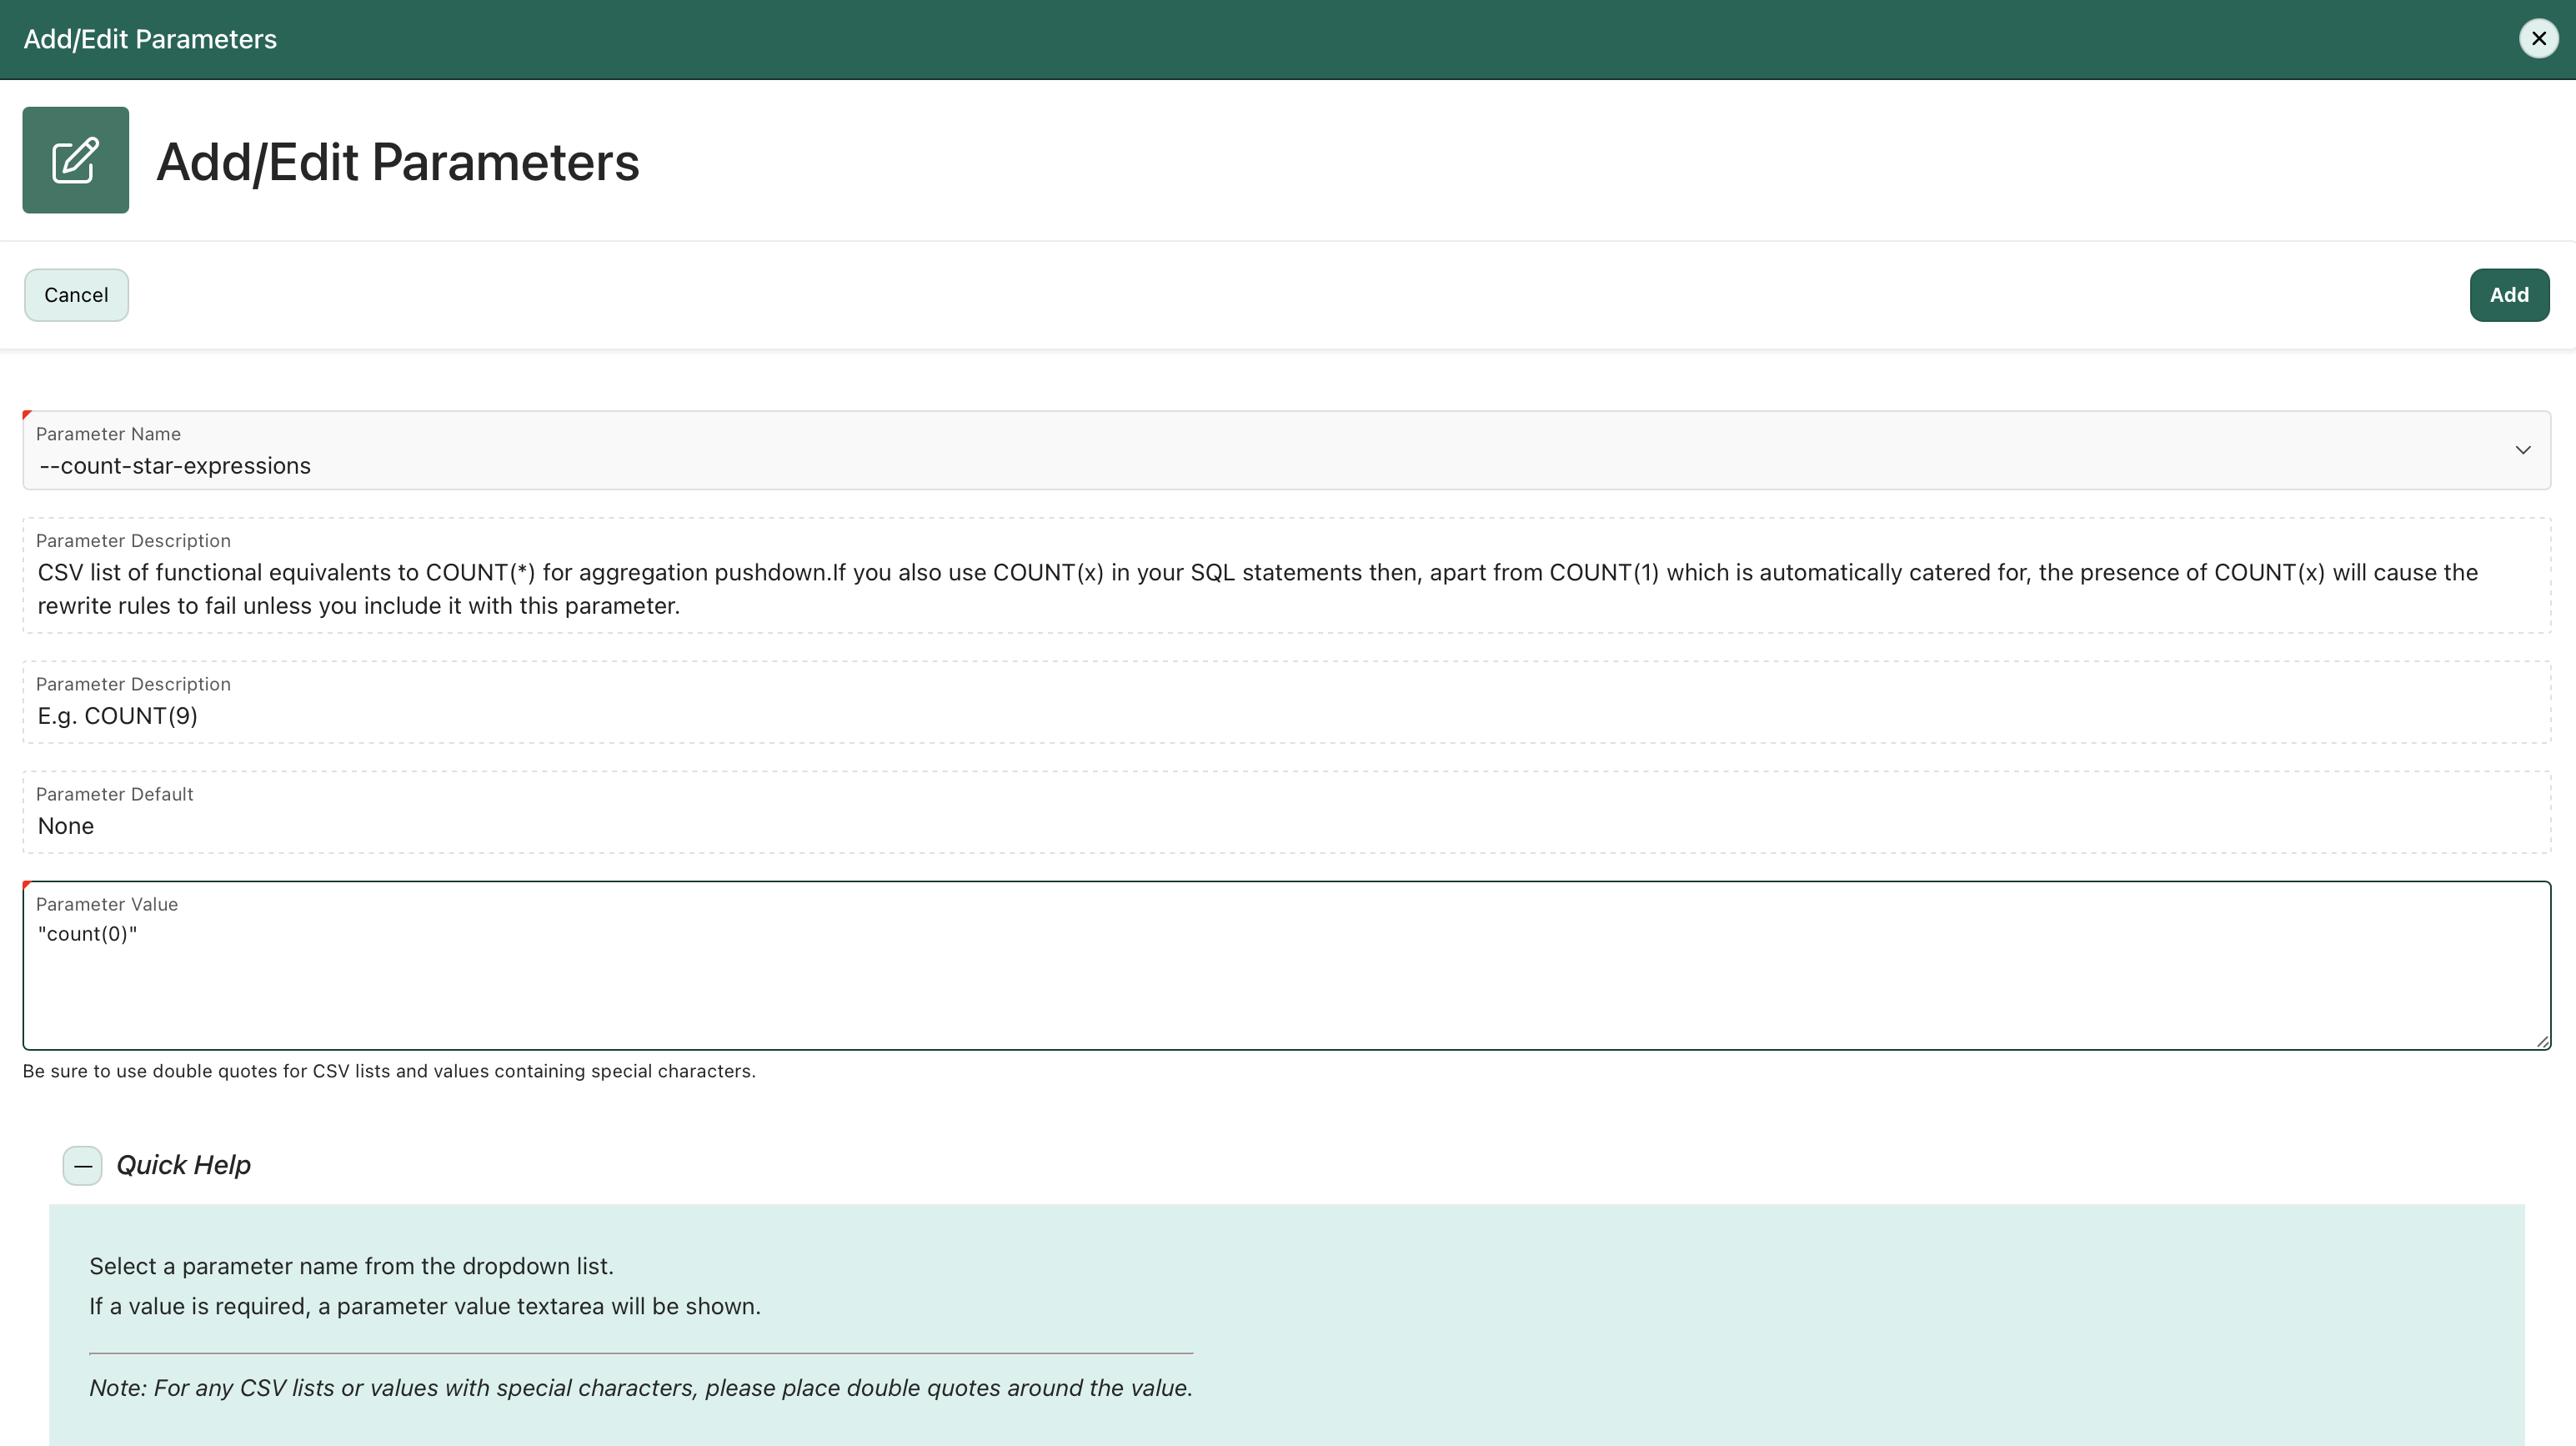 Add/Edit Parameters
Add/Edit Parameters
Cancel
Add
Parameter Name
--count-star-expressions
Parameter Description
CSV list of functional equivalents to COUNT(*) for aggregation pushdown.If you also use COUNT(x) in your SQL statements then, apart from COUNT(1) which is automatically catered for, the presence of COUNT(x) will cause the
rewrite rules to fail unless you include it with this parameter.
Parameter Description
E.g. COUNT(9)
Parameter Default
None
Parameter Value
"count(0)"
Be sure to use double quotes for CSV lists and values containing special characters.
Quick Help
Select a parameter name from the dropdown list.
If a value is required, a parameter value textarea will be shown.
Note: For any CSV lists or values with special characters, please place double quotes around the value.